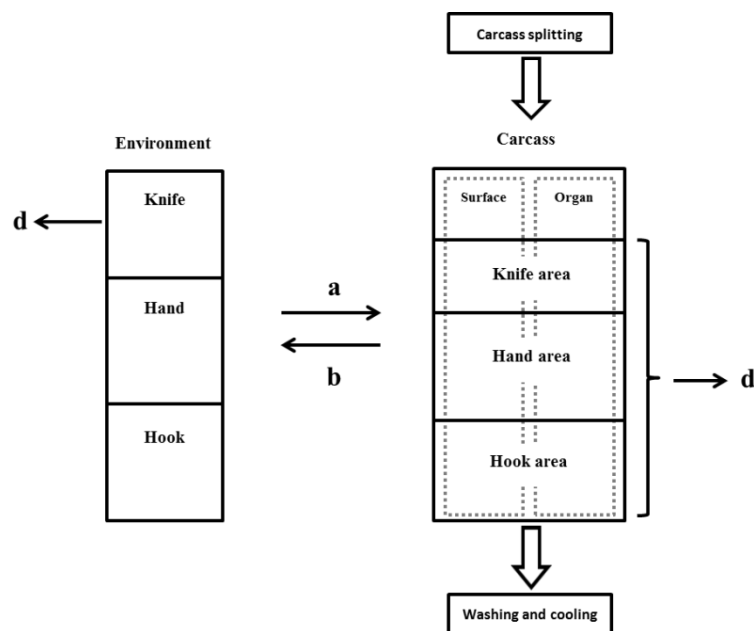 Carcass splitting
Environment
Carcass
Knife
Surface
Organ
d
Knife area
a
Hand
Hand area
b
d
Hook
Hook area
Washing and cooling